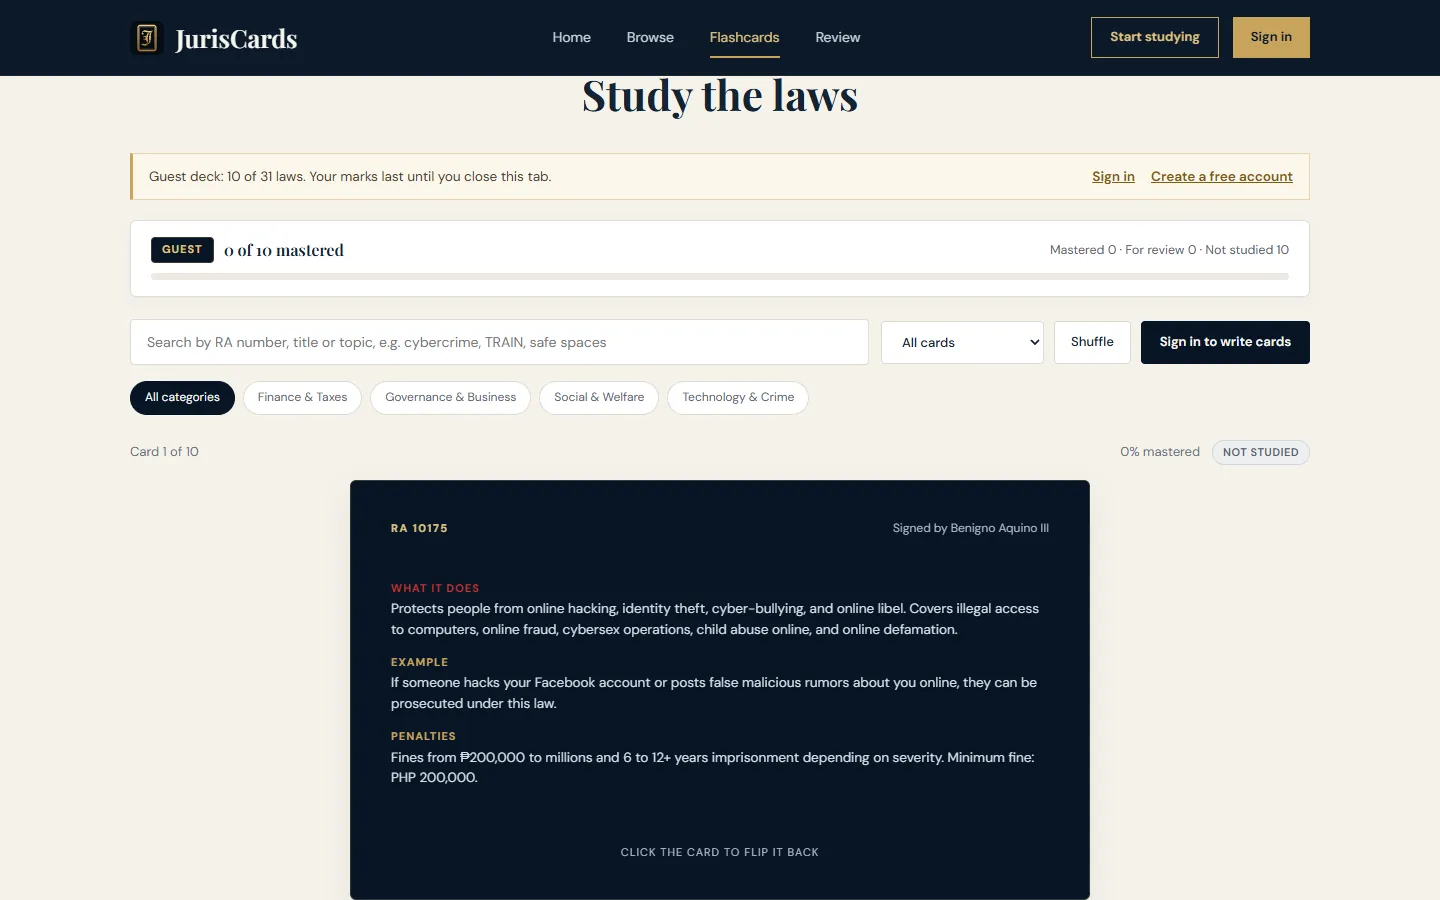 JurisCards
Home
Browse
Flashcards
Review
Start studying
Sign in
Study the laws
Guest deck: 10 of 31 laws. Your marks last until you close this tab.
Sign in
Create a free account
GUEST
0 of 10 mastered
Mastered 0 · For review 0 · Not studied 10
Search by RA number, title or topic, e.g. cybercrime, TRAIN, safe spaces
All cards
Shuffle
Sign in to write cards
All categories
Finance & Taxes
Governance & Business
Social & Welfare
Technology & Crime
Card 1 of 10
0% mastered
NOT STUDIED
RA 10175
Signed by Benigno Aquino III
WHAT IT DOES
Protects people from online hacking, identity theft, cyber-bullying, and online libel. Covers illegal access
to computers, online fraud, cybersex operations, child abuse online, and online defamation.
EXAMPLE
If someone hacks your Facebook account or posts false malicious rumors about you online, they can be
prosecuted under this law.
PENALTIES
Fines from ₱200,000 to millions and 6 to 12+ years imprisonment depending on severity. Minimum fine:
PHP 200,000.
CLICK THE CARD TO FLIP IT BACK